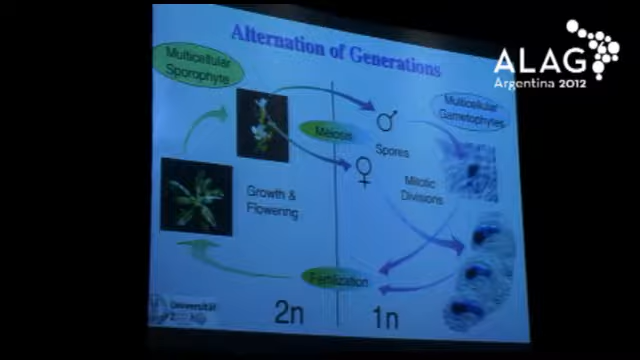 Alternation of Generations
ALAG
Argentina 2012
Multicellular
Sporophyte
Multicellular
Gametophytes
Meiosis
Spores
Mitotic
Divisions
Growth &
Flowering
Fertilization
2n
1n
Universität